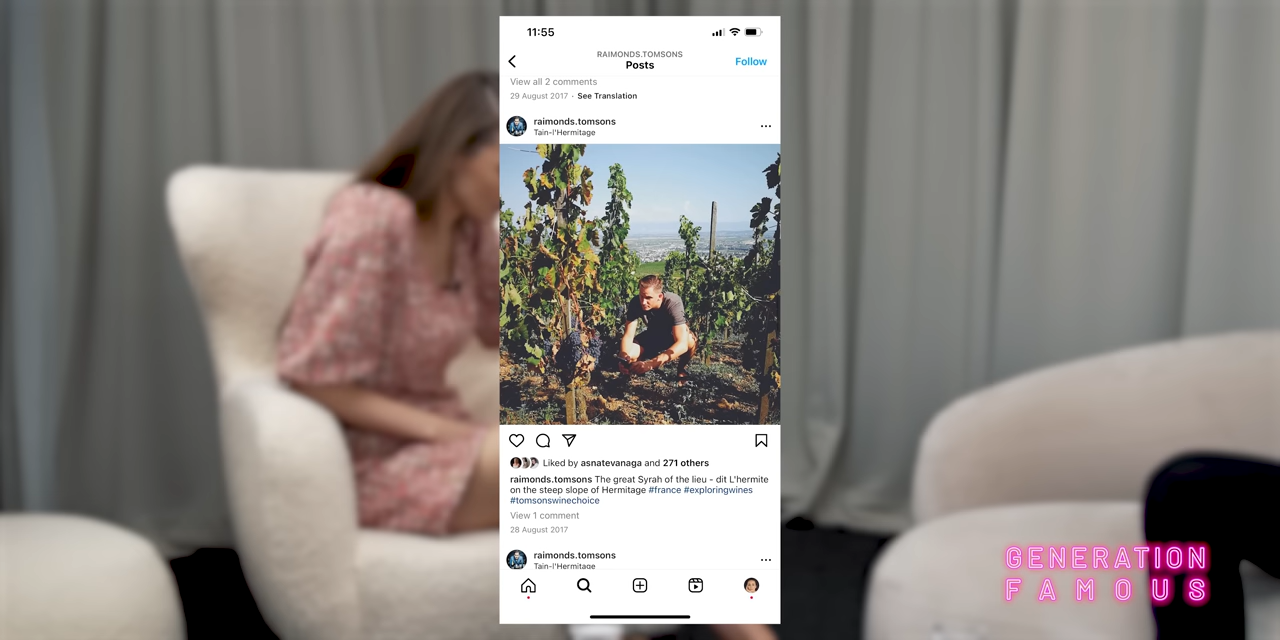 11:55
RAIMONDS.TOMSONS
Posts
Follow
View all 2 comments
29 August 2017 · See Translation
raimonds.tomsons
Tain-l'Hermitage
Liked by asnatevanaga and 271 others
raimonds.tomsons The great Syrah of the lieu - dit L'hermite
on the steep slope of Hermitage #france #exploringwines
#tomsonswinechoice
View 1 comment
28 August 2017
raimonds.tomsons
Tain-l'Hermitage
GENERATION
FAMOUS